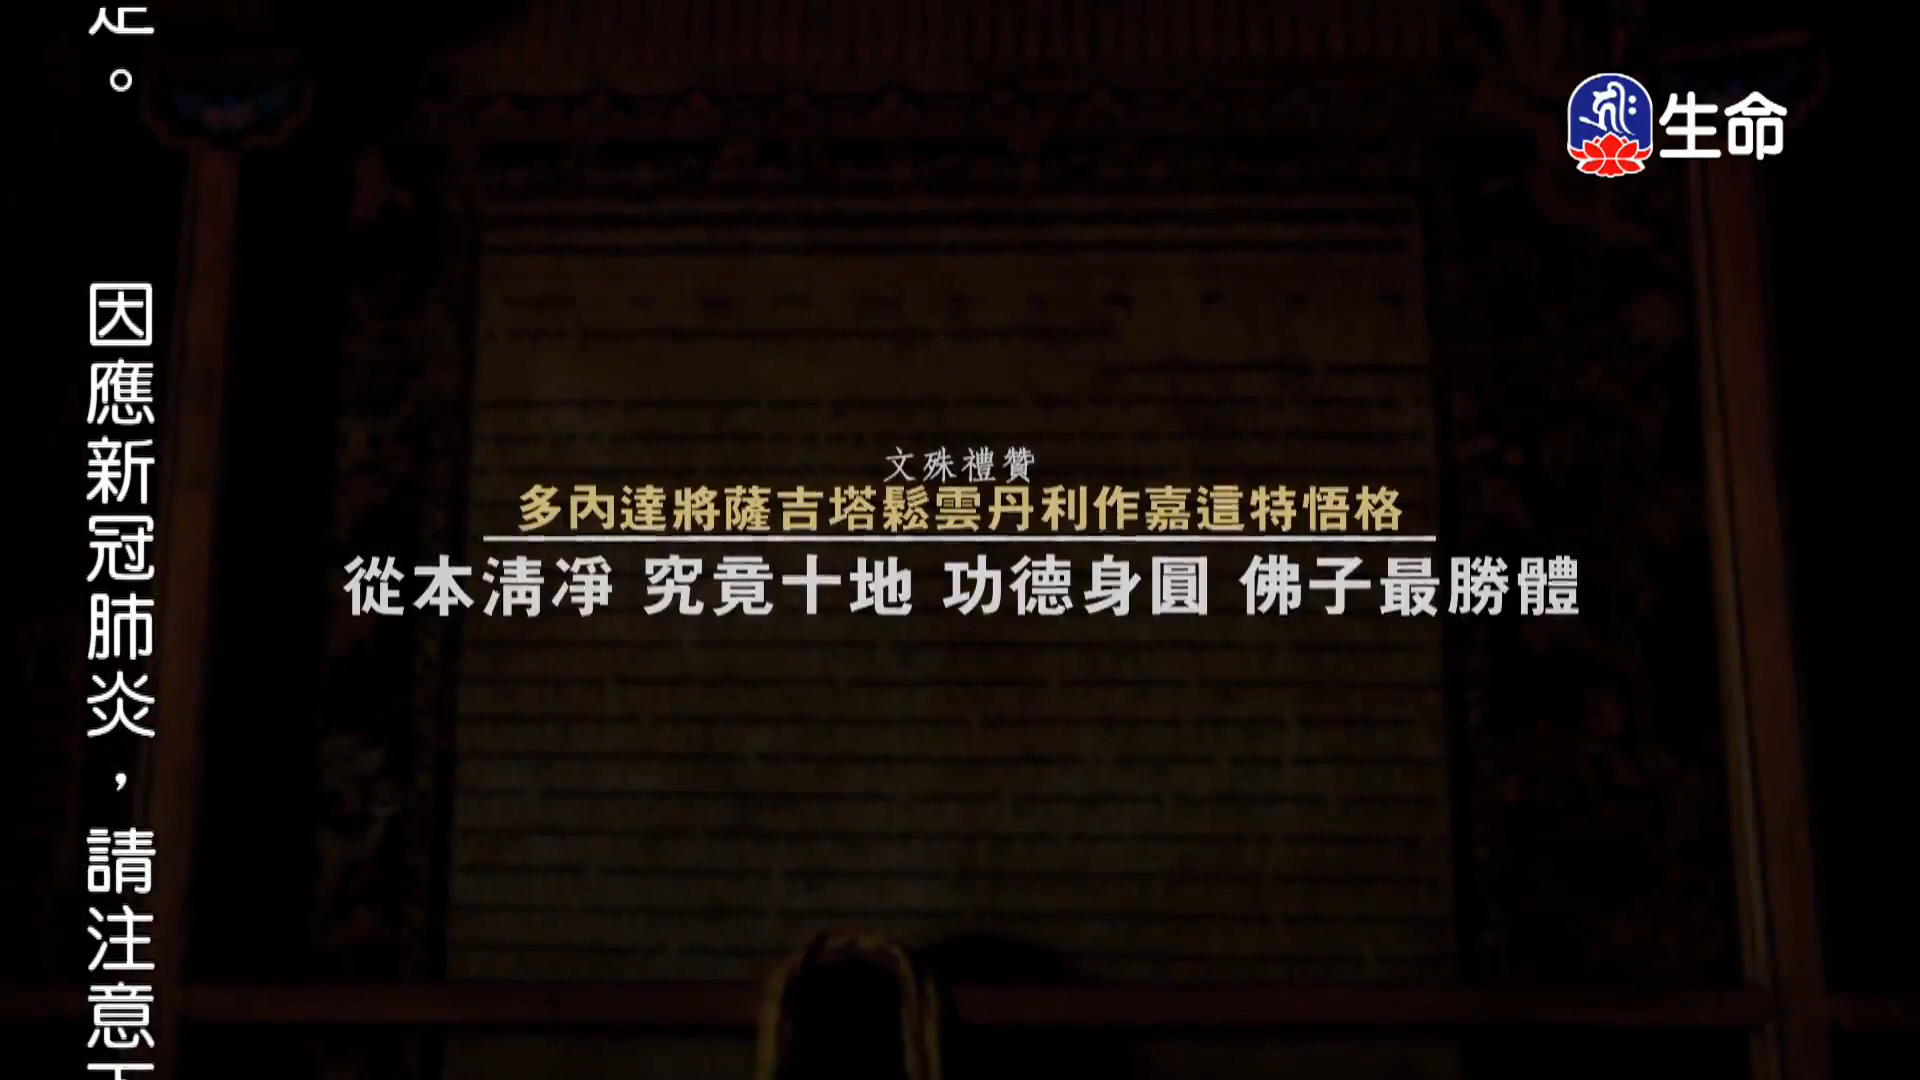 生命
因應新冠肺炎，請注意
文殊禮贊
多內達將薩吉塔鬆雲丹利作嘉這特悟格
從本清淨 究竟十地 功德身圓 佛子最勝體